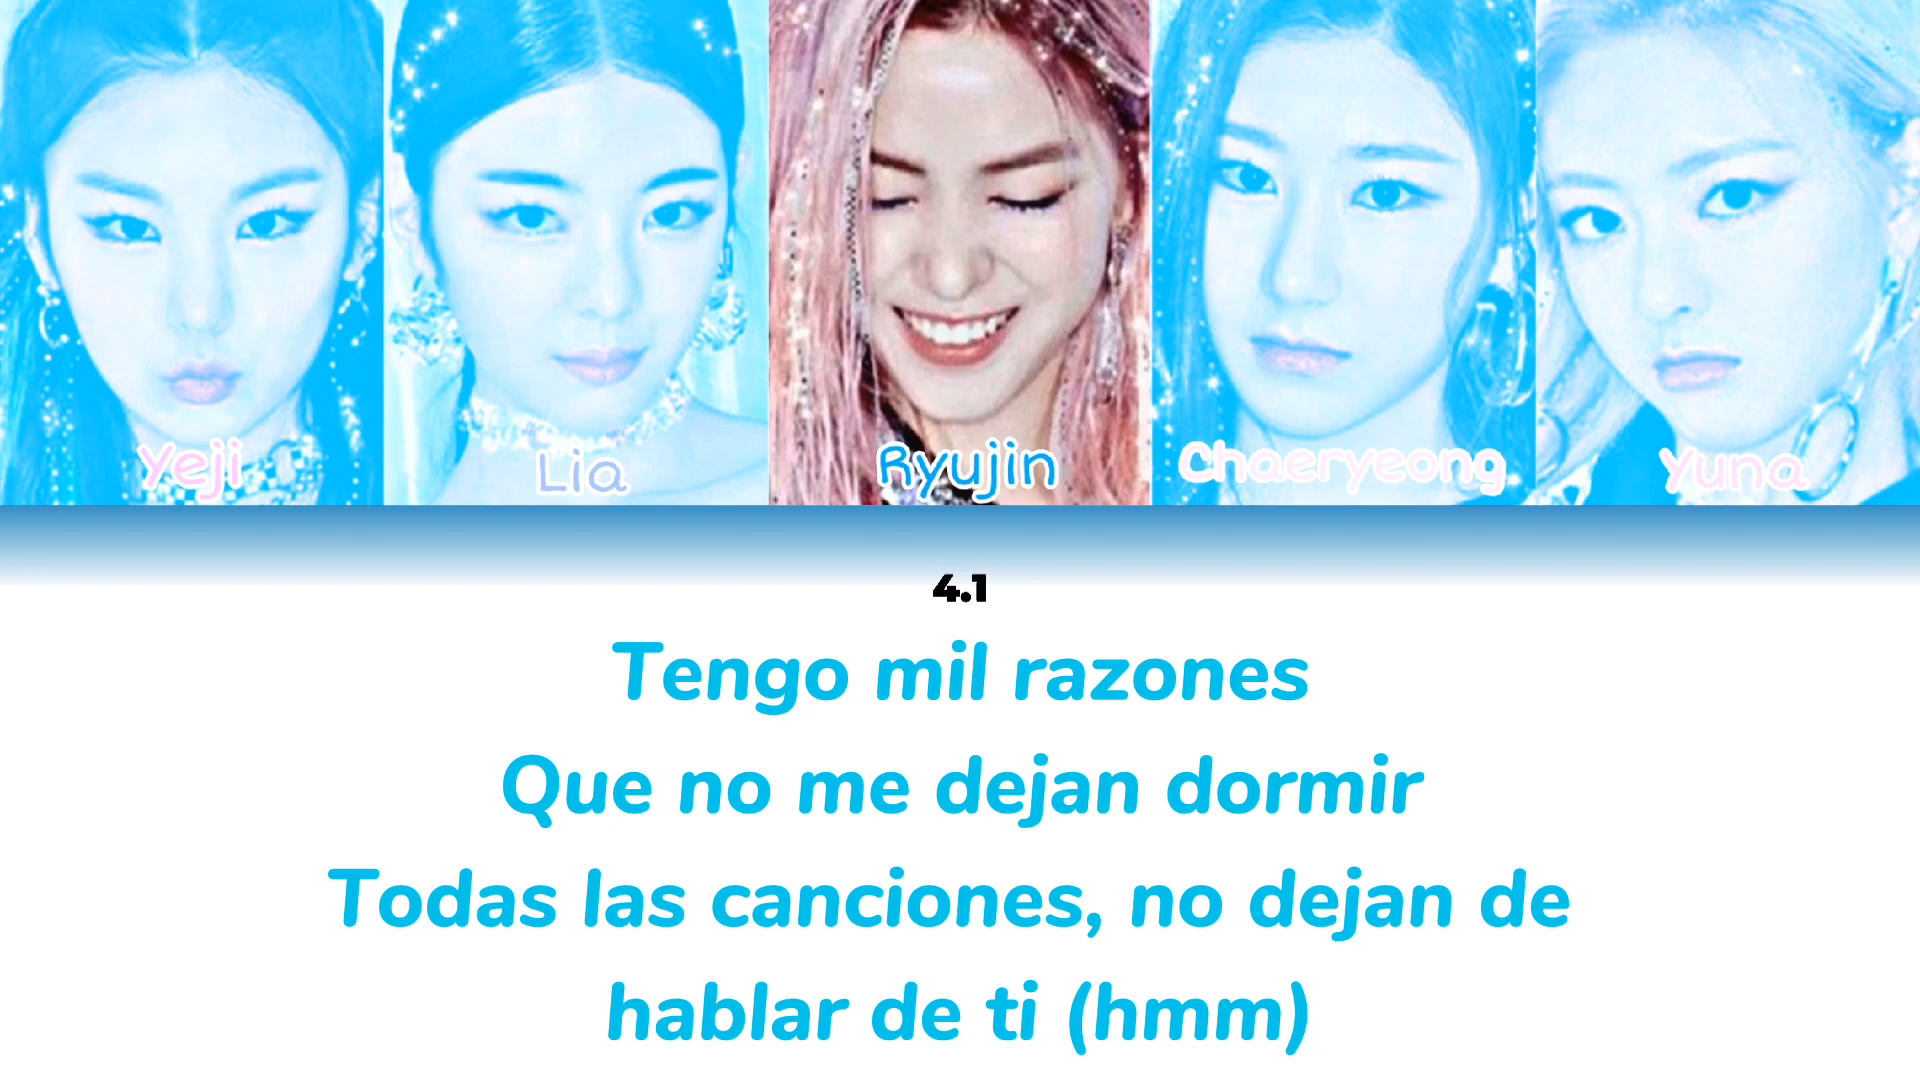 Yeji
Lia
Ryujin
Chaeryeong
Yuna
4.1
Tengo mil razones
Que no me dejan dormir
Todas las canciones, no dejan de
hablar de ti (hmm)